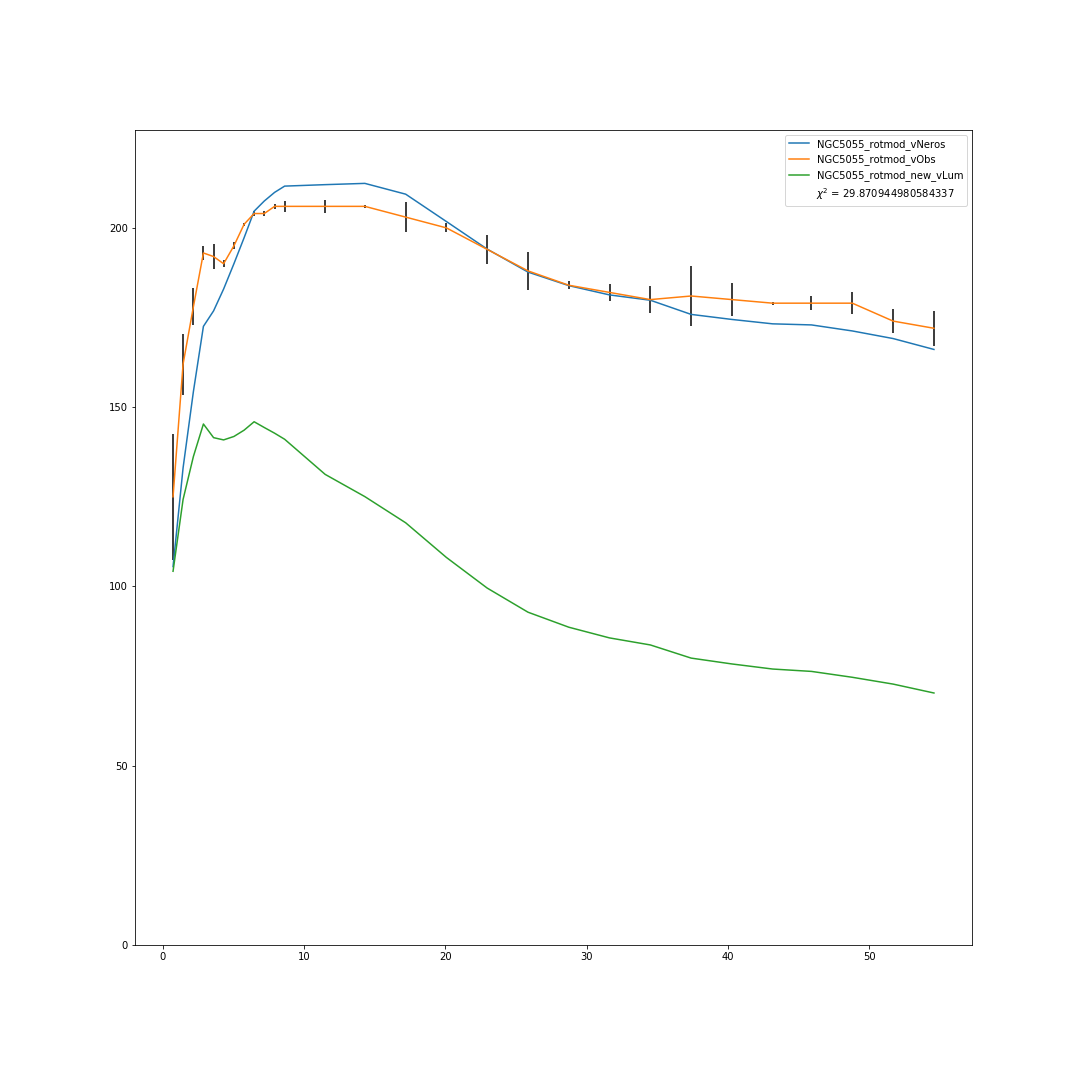 NGC5055_rotmod_vNeros
NGC5055_rotmod_vObs
NGC5055_rotmod_new_vLum
χ² = 29.870944980584337
200
150
100
50
0
0 10 20 30 40 50